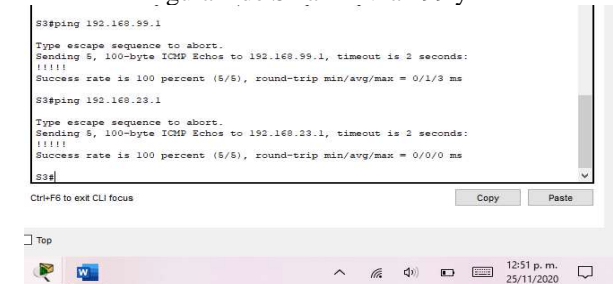 S3#ping 192.168.99.1
Type escape sequence to abort.
Sending 5, 100-byte ICMP Echos to 192.168.99.1, timeout is 2 seconds:
!!!!!
Success rate is 100 percent (5/5), round-trip min/avg/max = 0/1/3 ms
S3#ping 192.168.23.1
Type escape sequence to abort.
Sending 5, 100-byte ICMP Echos to 192.168.23.1, timeout is 2 seconds:
!!!!!
Success rate is 100 percent (5/5), round-trip min/avg/max = 0/0/0 ms
S3#
Ctrl+F6 to exit CLI focus
Copy
Paste
Top
W
12:51 p. m.
25/11/2020